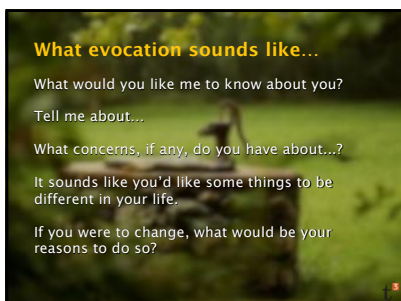 What evocation sounds like…
What would you like me to know about you?
Tell me about…
What concerns, if any, do you have about...?
It sounds like you'd like some things to be
different in your life.
If you were to change, what would be your
reasons to do so?
t3